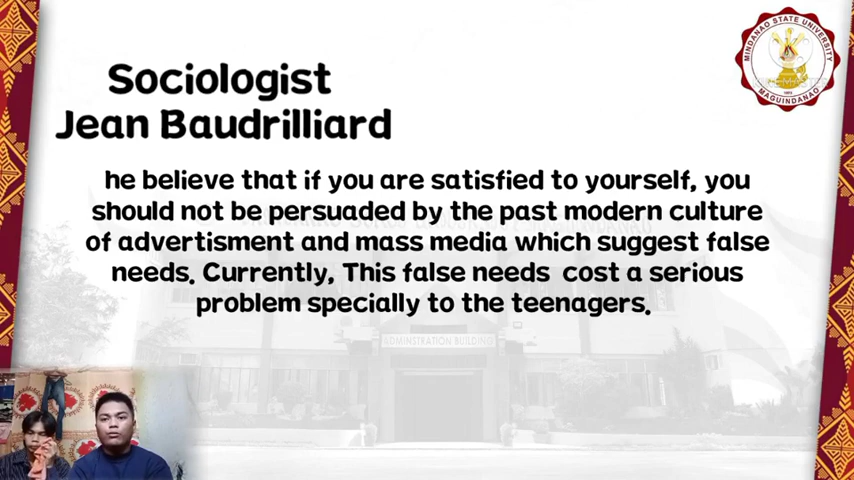 Sociologist
Jean Baudrilliard
he believe that if you are satisfied to yourself, you
should not be persuaded by the past modern culture
of advertisment and mass media which suggest false
needs. Currently, This false needs cost a serious
problem specially to the teenagers.
MINDANAO STATE UNIVERSITY
MAGUINDANAO
ADMINSTRATION BUILDING